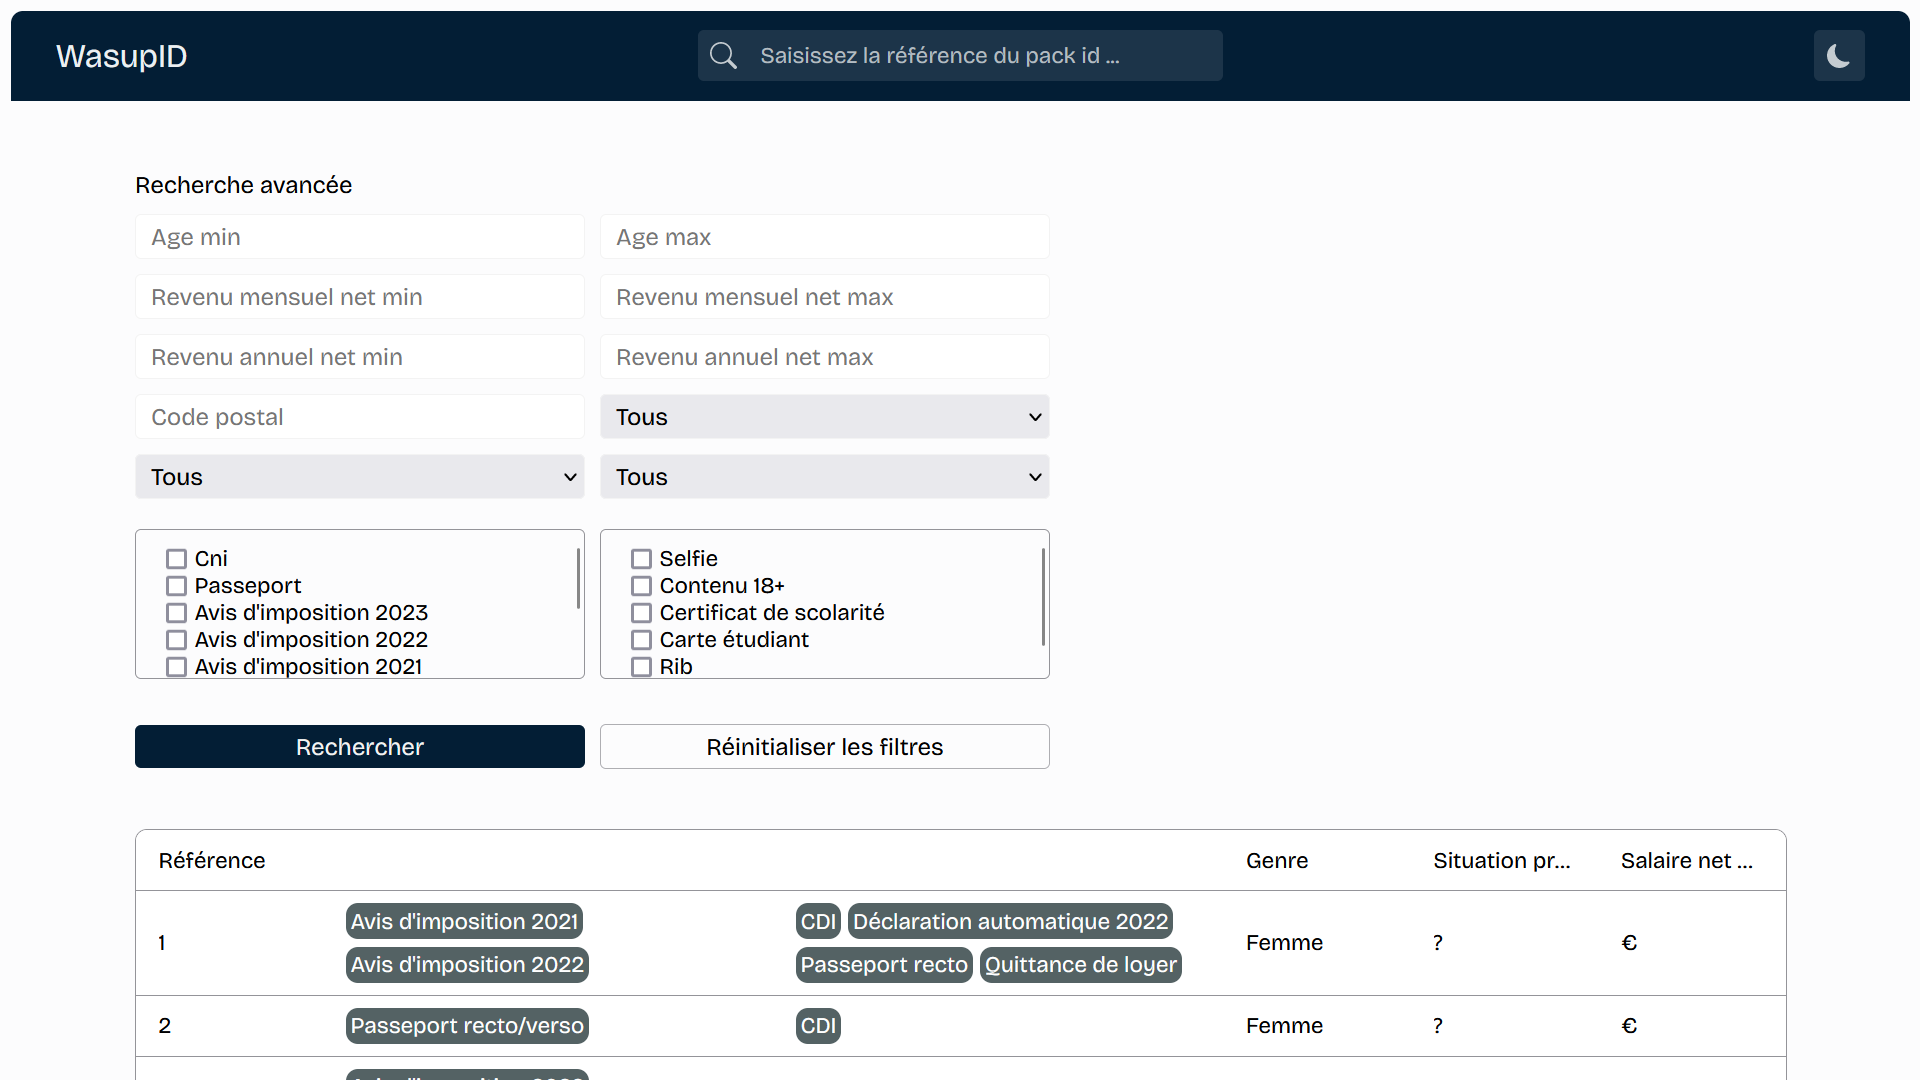 WasupID
Saisissez la référence du pack id ...
Recherche avancée
Age min
Age max
Revenu mensuel net min
Revenu mensuel net max
Revenu annuel net min
Revenu annuel net max
Code postal
Tous
Tous
Tous
Cni
Passeport
Avis d'imposition 2023
Avis d'imposition 2022
Avis d'imposition 2021
Selfie
Contenu 18+
Certificat de scolarité
Carte étudiant
Rib
Rechercher
Réinitialiser les filtres
Référence Genre Situation pr... Salaire net ...
1
Avis d'imposition 2021
Avis d'imposition 2022
CDI Déclaration automatique 2022
Passeport recto Quittance de loyer
Femme ? €
2 Passeport recto/verso CDI Femme ? €